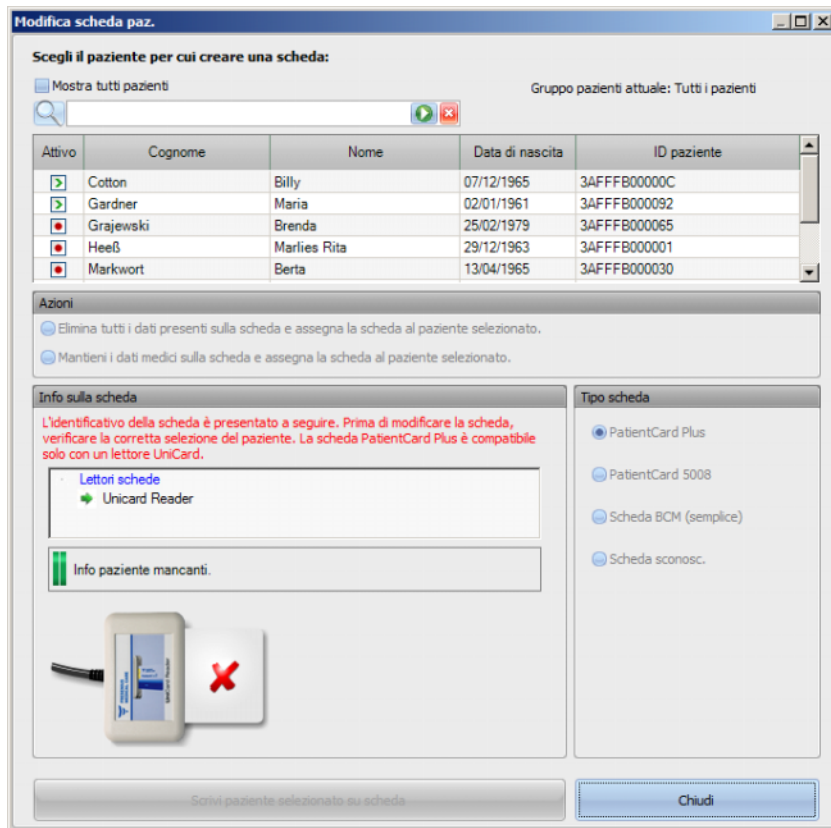 Modifica scheda paz.
Scegli il paziente per cui creare una scheda:
Mostra tutti pazienti
Gruppo pazienti attuale: Tutti i pazienti
Attivo Cognome Nome Data di nascita ID paziente
Cotton Billy 07/12/1965 3AFFFB00000C
Gardner Maria 02/01/1961 3AFFFB000092
Grajewski Brenda 25/02/1979 3AFFFB000065
Heeß Marlies Rita 29/12/1963 3AFFFB000001
Markwort Berta 13/04/1965 3AFFFB000030
Azioni
Elimina tutti i dati presenti sulla scheda e assegna la scheda al paziente selezionato.
Mantieni i dati medici sulla scheda e assegna la scheda al paziente selezionato.
Info sulla scheda
L'identificativo della scheda è presentato a seguire. Prima di modificare la scheda,
verificare la corretta selezione del paziente. La scheda PatientCard Plus è compatibile
solo con un lettore UniCard.
Lettori schede
Unicard Reader
Info paziente mancanti.
UniCard Reader
Tipo scheda
PatientCard Plus
PatientCard 5008
Scheda BCM (semplice)
Scheda sconosc.
Scrivi paziente selezionato su scheda
Chiudi